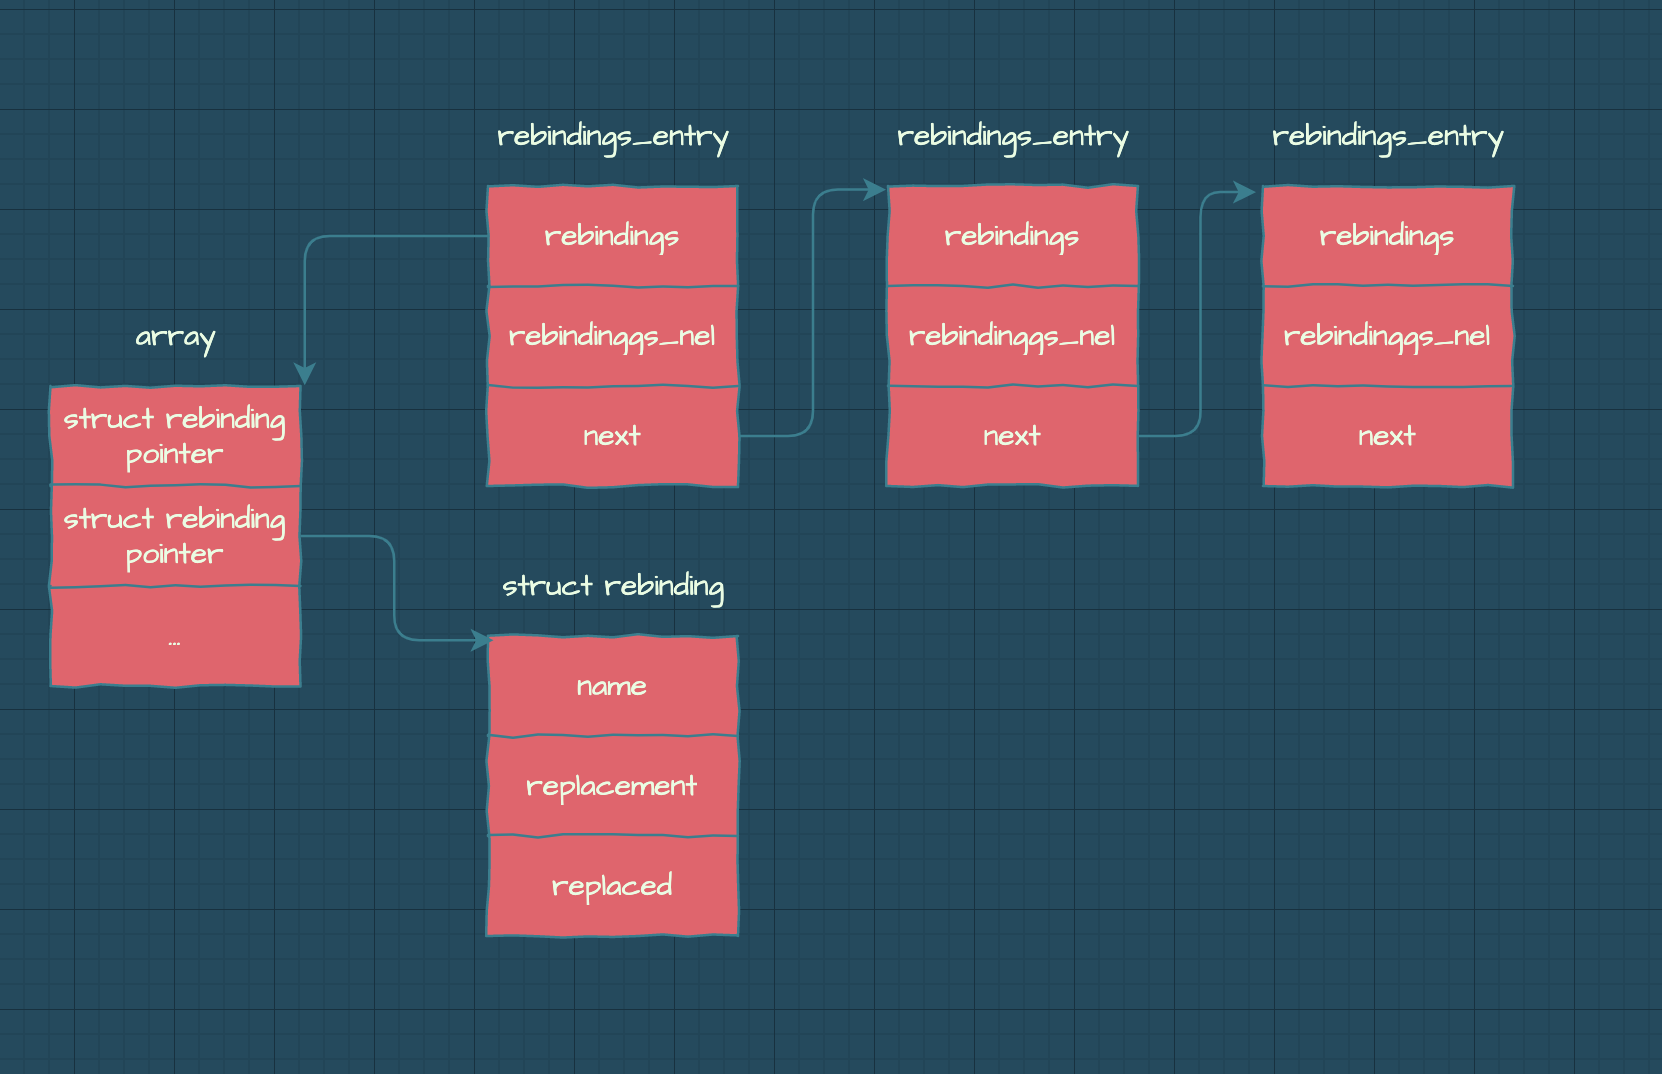 rebindings_entry
rebindings
rebindinggs_nel
next
rebindings_entry
rebindings
rebindinggs_nel
next
rebindings_entry
rebindings
rebindinggs_nel
next
array
struct rebinding
pointer
struct rebinding
pointer
...
struct rebinding
name
replacement
replaced